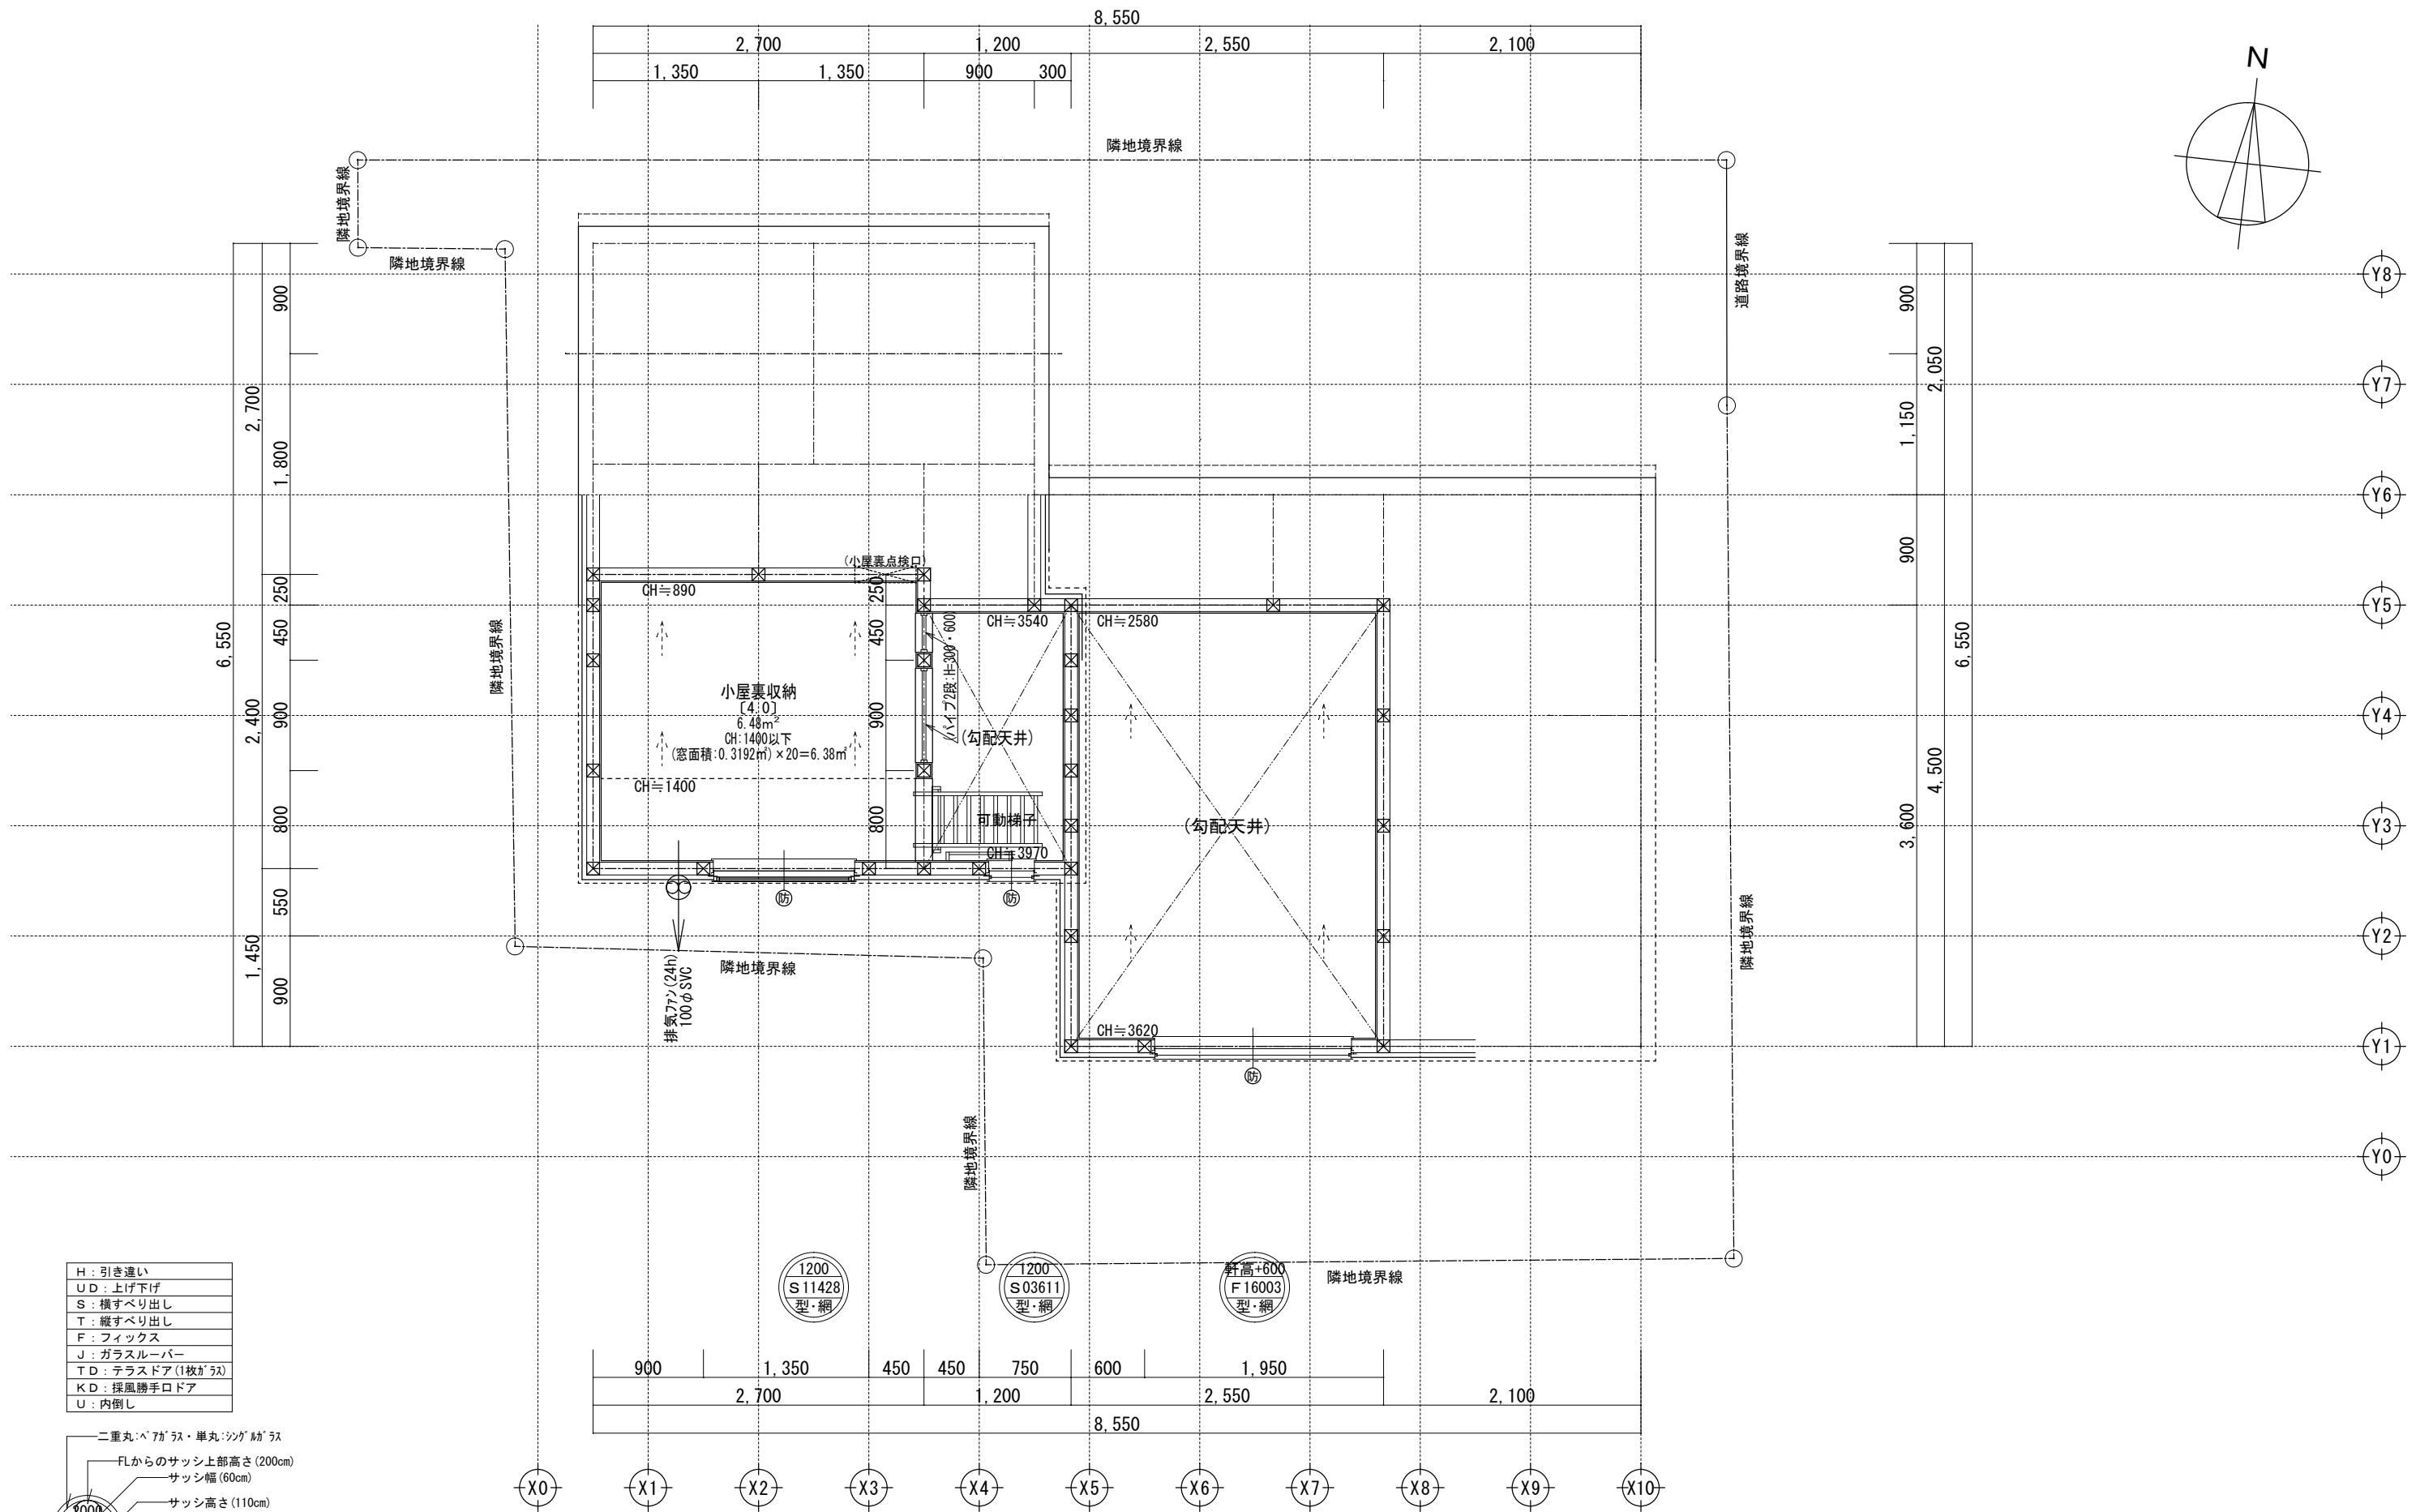 8,550
2,700 1,200 2,550 2,100
1,350 1,350 900 300
N
隣地境界線
隣地境界線
隣地境界線
道路境界線
900
2,700
1,800
250
6,550
450
2,400
900
800
550
1,450
900
900
2,050
1,150
900
6,550
4,500
3,600
Y8
Y7
Y6
Y5
Y4
Y3
Y2
Y1
Y0
(小屋裏点検口)
CH≒890
250
CH≒3540
CH≒2580
450
(パイプ2段:H=300・600)
隣地境界線
小屋裏収納
[4.0]
6.48m²
CH:1400以下
(窓面積:0.3192㎡)×20=6.38㎡
900
(勾配天井)
CH≒1400
800
可動梯子
(勾配天井)
CH≒3970
防
防
隣地境界線
排気ファン(24h)
100φSVC
隣地境界線
CH≒3620
防
隣地境界線
隣地境界線
1200
S11428
型・網
1200
S03611
型・網
軒高+600
F16003
型・網
H:引き違い
UD:上げ下げ
S:横すべり出し
T:縦すべり出し
F:フィックス
J:ガラスルーバー
TD:テラスドア(1枚ガラス)
KD:採風勝手口ドア
U:内倒し
900 1,350 450 450 750 600 1,950
2,700 1,200 2,550 2,100
8,550
二重丸:ペアガラス・単丸:シングルガラス
FLからのサッシ上部高さ(200cm)
サッシ幅(60cm)
サッシ高さ(110cm)
2000
X0 X1 X2 X3 X4 X5 X6 X7 X8 X9 X10